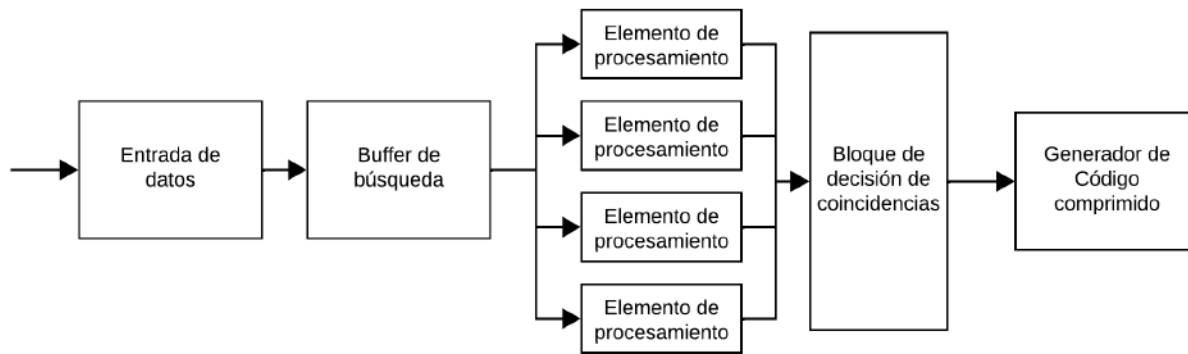 Entrada de
datos
Buffer de
búsqueda
Elemento de
procesamiento
Elemento de
procesamiento
Elemento de
procesamiento
Elemento de
procesamiento
Bloque de
decisión de
coincidencias
Generador de
Código
comprimido